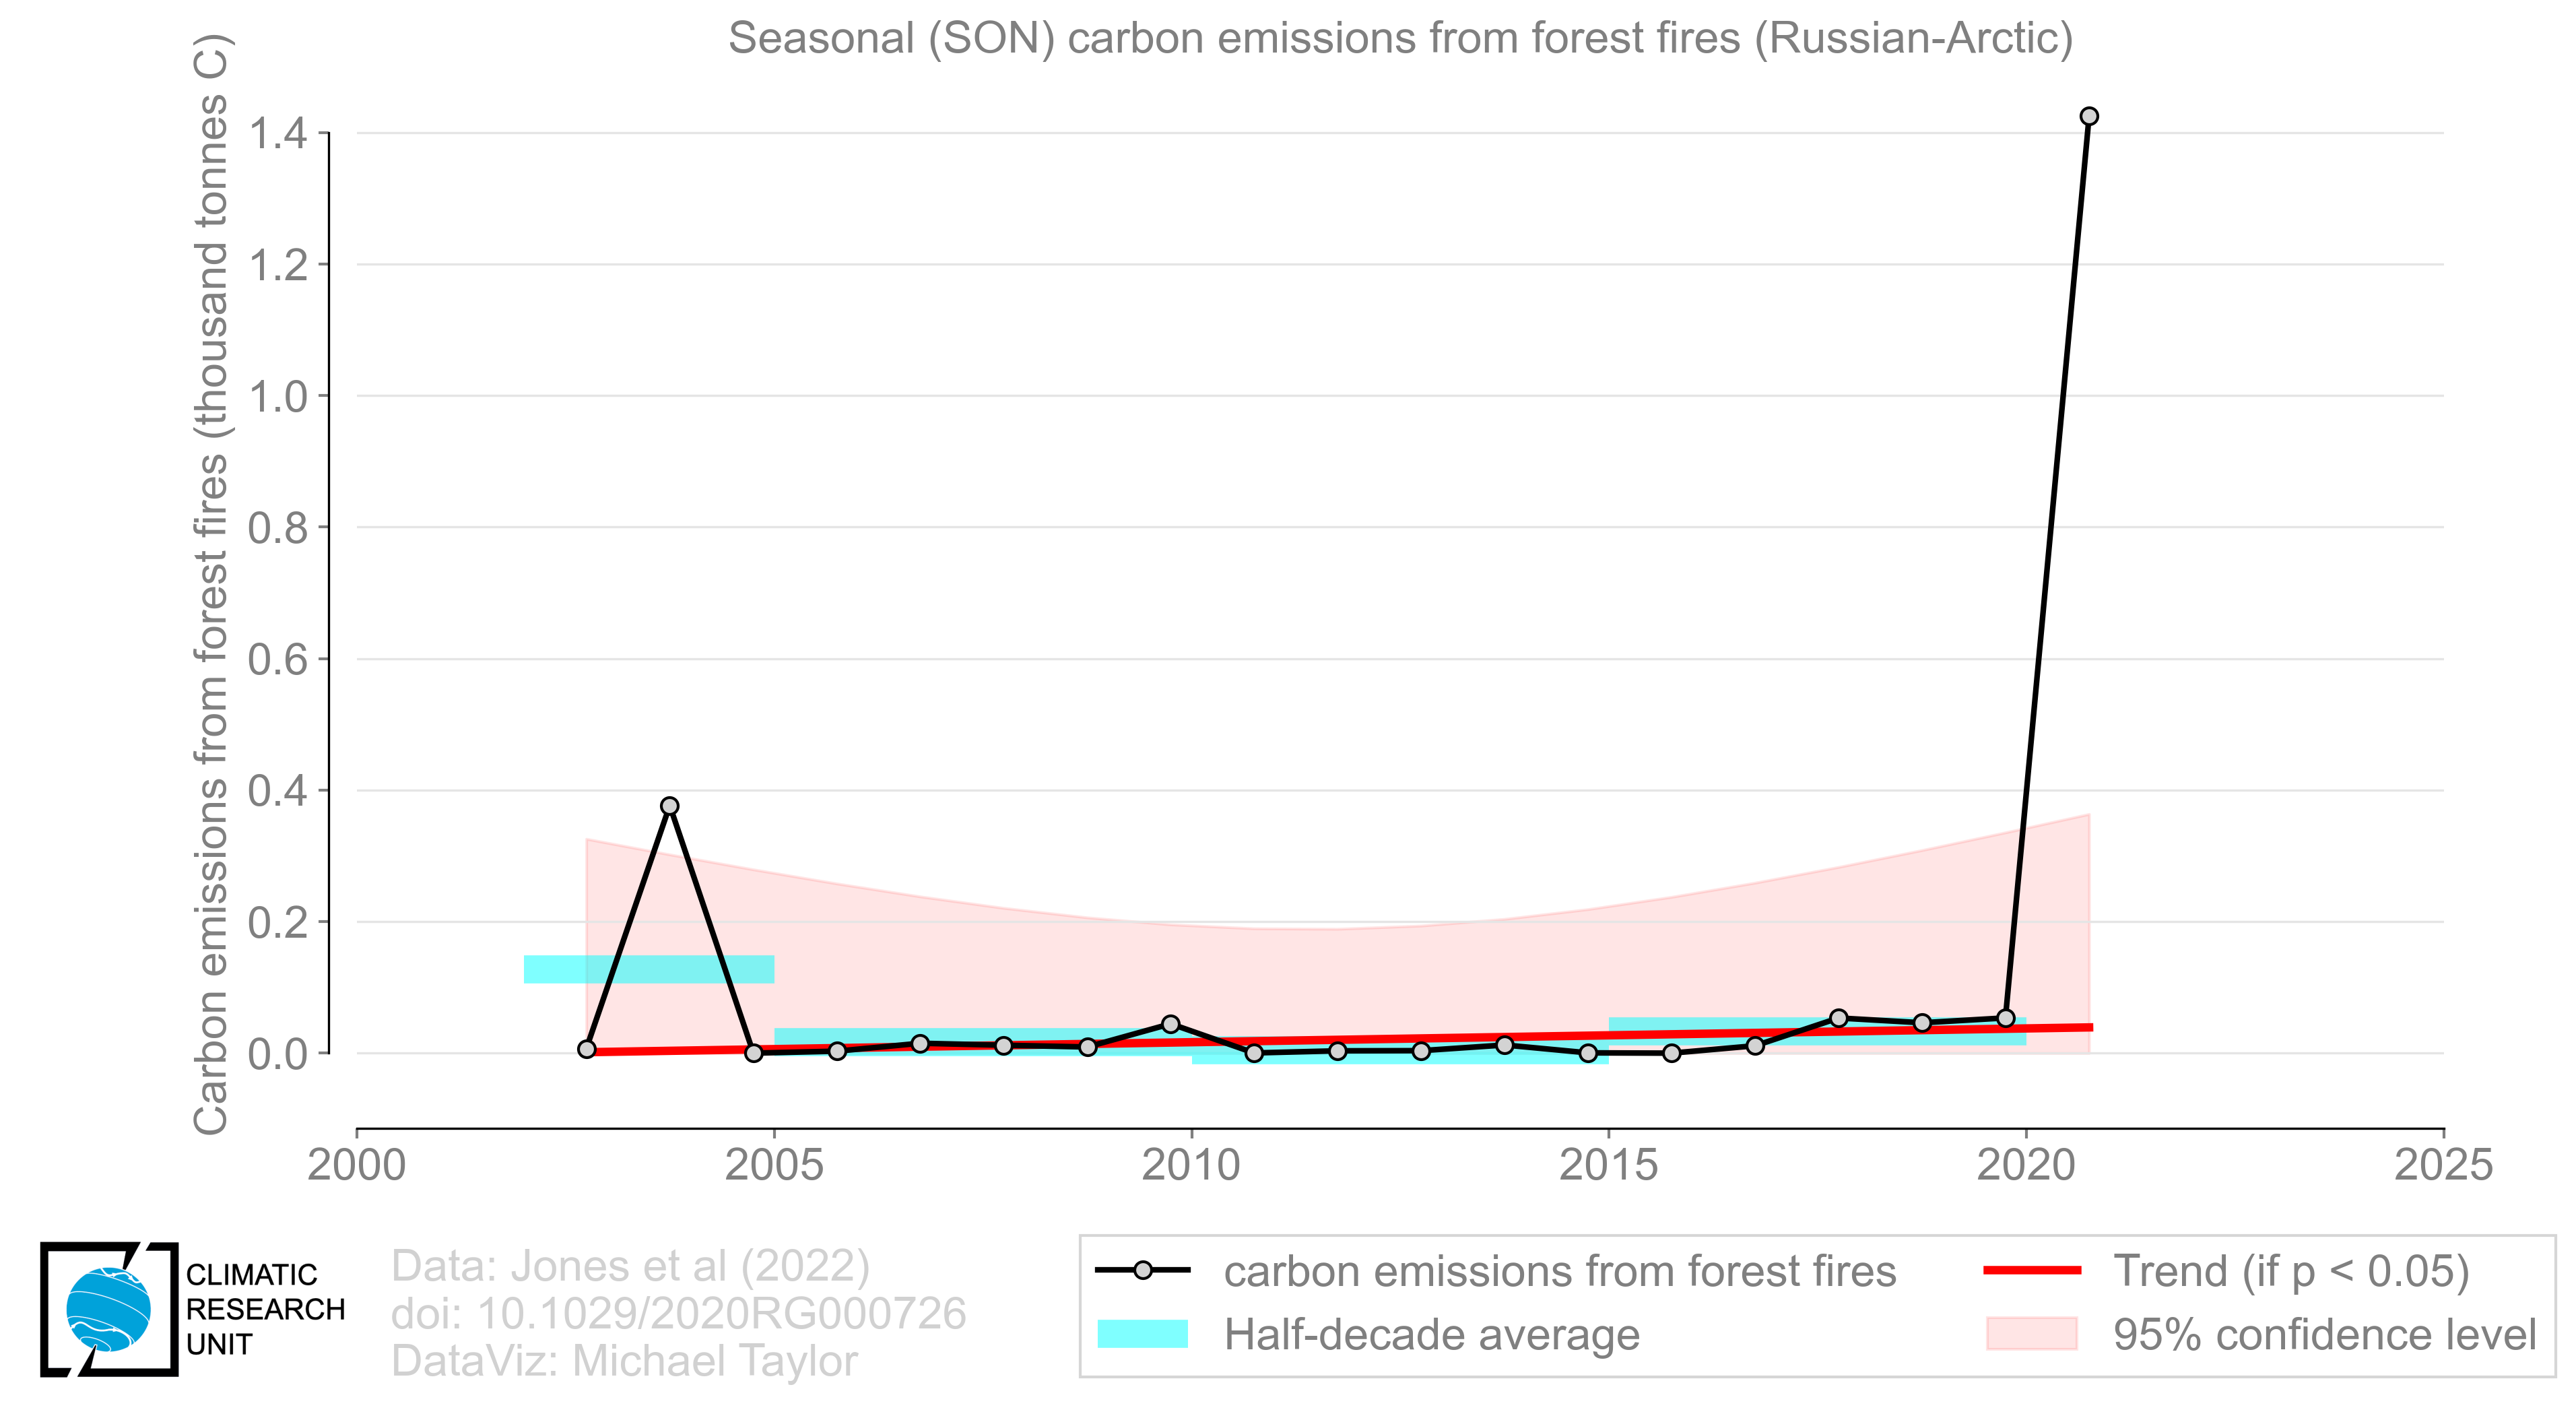 Seasonal (SON) carbon emissions from forest fires (Russian-Arctic)
Carbon emissions from forest fires (thousand tonnes C)
1.4
1.2
1.0
0.8
0.6
0.4
0.2
0.0
2000
2005
2010
2015
2020
2025
CLIMATIC
RESEARCH
UNIT
Data: Jones et al (2022)
doi: 10.1029/2020RG000726
DataViz: Michael Taylor
carbon emissions from forest fires
Half-decade average
Trend (if p < 0.05)
95% confidence level